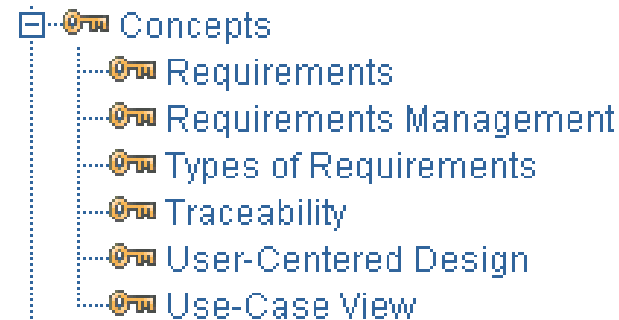 Concepts
Requirements
Requirements Management
Types of Requirements
Traceability
User-Centered Design
Use-Case View